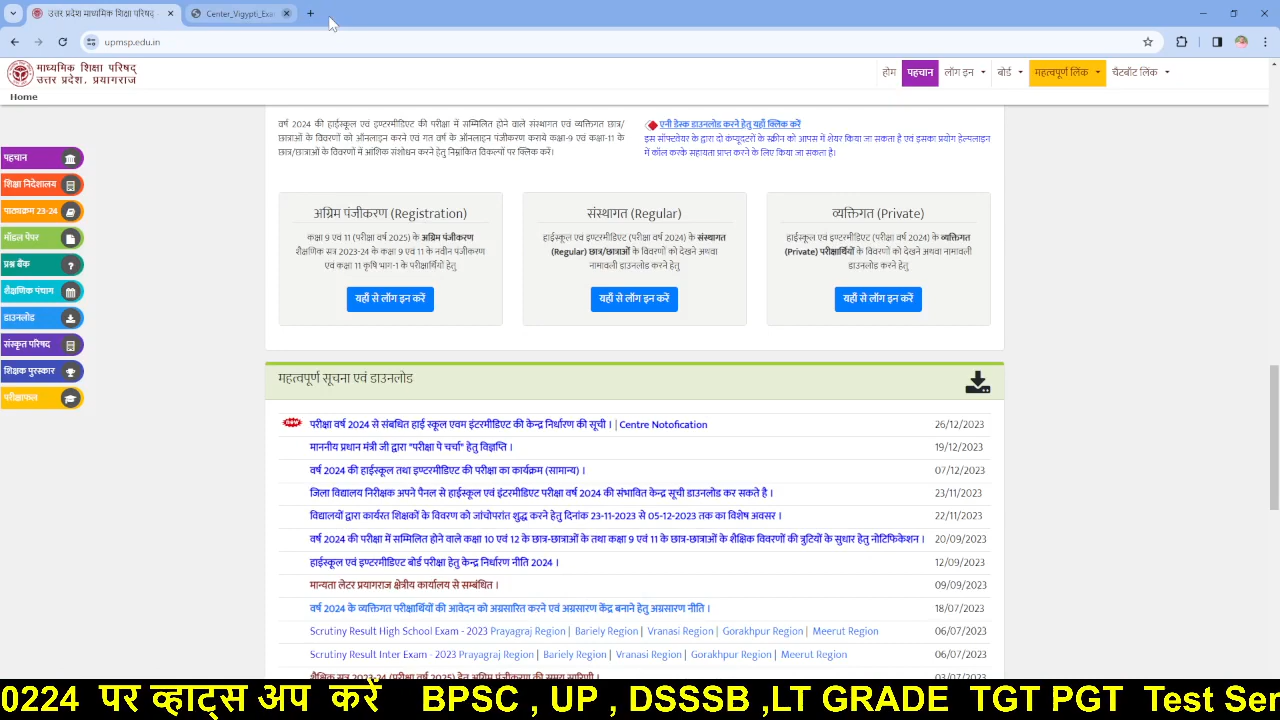 माध्यमिक शिक्षा परिषद, उत्तर प्रदे
Center_Vigypti_Exa
upmsp.edu.in
माध्यमिक शिक्षा परिषद्
उत्तर प्रदेश, प्रयागराज
होम पहचान लॉग इन बोर्ड महत्वपूर्ण लिंक चैटबॉट लिंक
Home
वर्ष 2024 की हाईस्कूल एवं इण्टरमीडिएट की परीक्षा में सम्मिलित होने वाले संस्थागत एवं व्यक्तिगत छात्र/
छात्राओं के विवरणों को ऑनलाइन करने एवं गत वर्ष के ऑनलाइन पंजीकरण कराये कक्षा-9 एवं कक्षा-11 के
छात्र/छात्राओं के विवरणों में आंशिक संशोधन करने हेतु निम्नांकित विकल्पों पर क्लिक करें।
एनी डेस्क डाउनलोड करने हेतु यहाँ क्लिक करें
इस सॉफ्टवेयर के द्वारा दो कंप्यूटरों के स्क्रीन को आपस में शेयर किया जा सकता है एवं इसका प्रयोग हेल्पलाइन
में कॉल करके सहायता प्राप्त करने के लिए किया जा सकता है।
पहचान
शिक्षा निदेशालय
पाठ्यक्रम 23-24
मॉडल पेपर
प्रश्न बैंक
शैक्षणिक पंचाग
डाउनलोड
संस्कृत परिषद
शिक्षक पुरस्कार
परीक्षाफल
अग्रिम पंजीकरण (Registration)
कक्षा 9 एवं 11 (परीक्षा वर्ष 2025) के अग्रिम पंजीकरण
शैक्षणिक सत्र 2023-24 के कक्षा 9 एवं 11 के नवीन पंजीकरण
एवं कक्षा 11 कृषि भाग-1 के परीक्षार्थियों हेतु
यहाँ से लॉग इन करें
संस्थागत (Regular)
हाईस्कूल एवं इण्टरमीडिएट (परीक्षा वर्ष 2024) के संस्थागत
(Regular) छात्र/छात्राओं के विवरणों को देखने अथवा
नामावली डाउनलोड करने हेतु
यहाँ से लॉग इन करें
व्यक्तिगत (Private)
हाईस्कूल एवं इण्टरमीडिएट (परीक्षा वर्ष 2024) के व्यक्तिगत
(Private) परीक्षार्थियों के विवरणों को देखने अथवा नामावली
डाउनलोड करने हेतु
यहाँ से लॉग इन करें
महत्वपूर्ण सूचना एवं डाउनलोड
new परीक्षा वर्ष 2024 से संबधित हाई स्कूल एवम इंटरमीडिएट की केन्द्र निर्धारण की सूची । | Centre Notofication 26/12/2023
माननीय प्रधान मंत्री जी द्वारा "परीक्षा पे चर्चा" हेतु विज्ञप्ति । 19/12/2023
वर्ष 2024 की हाईस्कूल तथा इण्टरमीडिएट की परीक्षा का कार्यक्रम (सामान्य) । 07/12/2023
जिला विद्यालय निरीक्षक अपने पैनल से हाईस्कूल एवं इंटरमीडिएट परीक्षा वर्ष 2024 की संभावित केन्द्र सूची डाउनलोड कर सकते है । 23/11/2023
विद्यालयों द्वारा कार्यरत शिक्षकों के विवरण को जांचोपरांत शुद्ध करने हेतु दिनांक 23-11-2023 से 05-12-2023 तक का विशेष अवसर । 22/11/2023
वर्ष 2024 की परीक्षा में सम्मिलित होने वाले कक्षा 10 एवं 12 के छात्र-छात्राओं के तथा कक्षा 9 एवं 11 के छात्र-छात्राओं के शैक्षिक विवरणों की त्रुटियों के सुधार हेतु नोटिफिकेशन । 20/09/2023
हाईस्कूल एवं इण्टरमीडिएट बोर्ड परीक्षा हेतु केन्द्र निर्धारण नीति 2024 । 12/09/2023
मान्यता लेटर प्रयागराज क्षेत्रीय कार्यालय से सम्बंधित । 09/09/2023
वर्ष 2024 के व्यक्तिगत परीक्षार्थियों की आवेदन को अग्रसारित करने एवं अग्रसारण केंद्र बनाने हेतु अग्रसारण नीति । 18/07/2023
Scrutiny Result High School Exam - 2023 Prayagraj Region | Bariely Region | Vranasi Region | Gorakhpur Region | Meerut Region 06/07/2023
Scrutiny Result Inter Exam - 2023 Prayagraj Region | Bariely Region | Vranasi Region | Gorakhpur Region | Meerut Region 06/07/2023
शैक्षिक सत्र 2023-24 (परीक्षा वर्ष 2025) हेतु अग्रिम पंजीकरण की समय सारिणी । 03/07/2023
0224 पर व्हाट्स अप करें BPSC , UP , DSSSB ,LT GRADE TGT PGT Test Ser